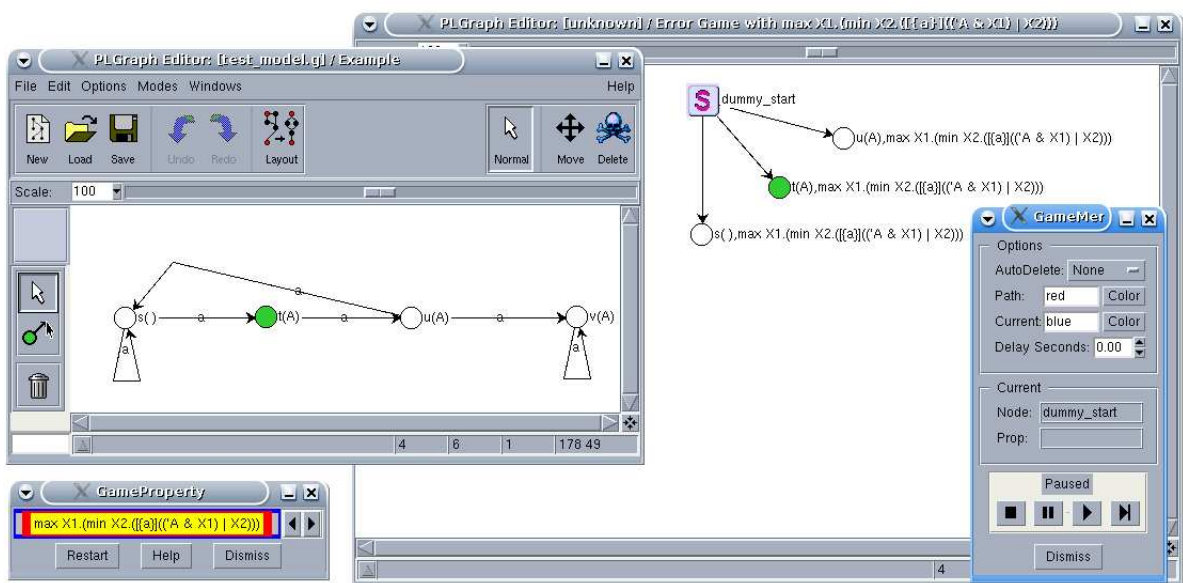 PLGraph Editor: [unknown] / Error Game with max X1.(min X2.([{a}](('A & X1) | X2)))
PLGraph Editor: [test_model.g] / Example
File Edit Options Modes Windows Help
New Load Save Undo Redo Layout Normal Move Delete
Scale: 100
s( ) a t(A) a u(A) a v(A)
a
a
a
4 6 1 178 49
S dummy_start
u(A),max X1.(min X2.([{a}](('A & X1) | X2)))
t(A),max X1.(min X2.([{a}](('A & X1) | X2)))
s( ),max X1.(min X2.([{a}](('A & X1) | X2)))
4
GameMer
Options
AutoDelete: None
Path: red Color
Current: blue Color
Delay Seconds: 0.00
Current
Node: dummy_start
Prop:
Paused
Dismiss
GameProperty
max X1.(min X2.([{a}](('A & X1) | X2)))
Restart Help Dismiss